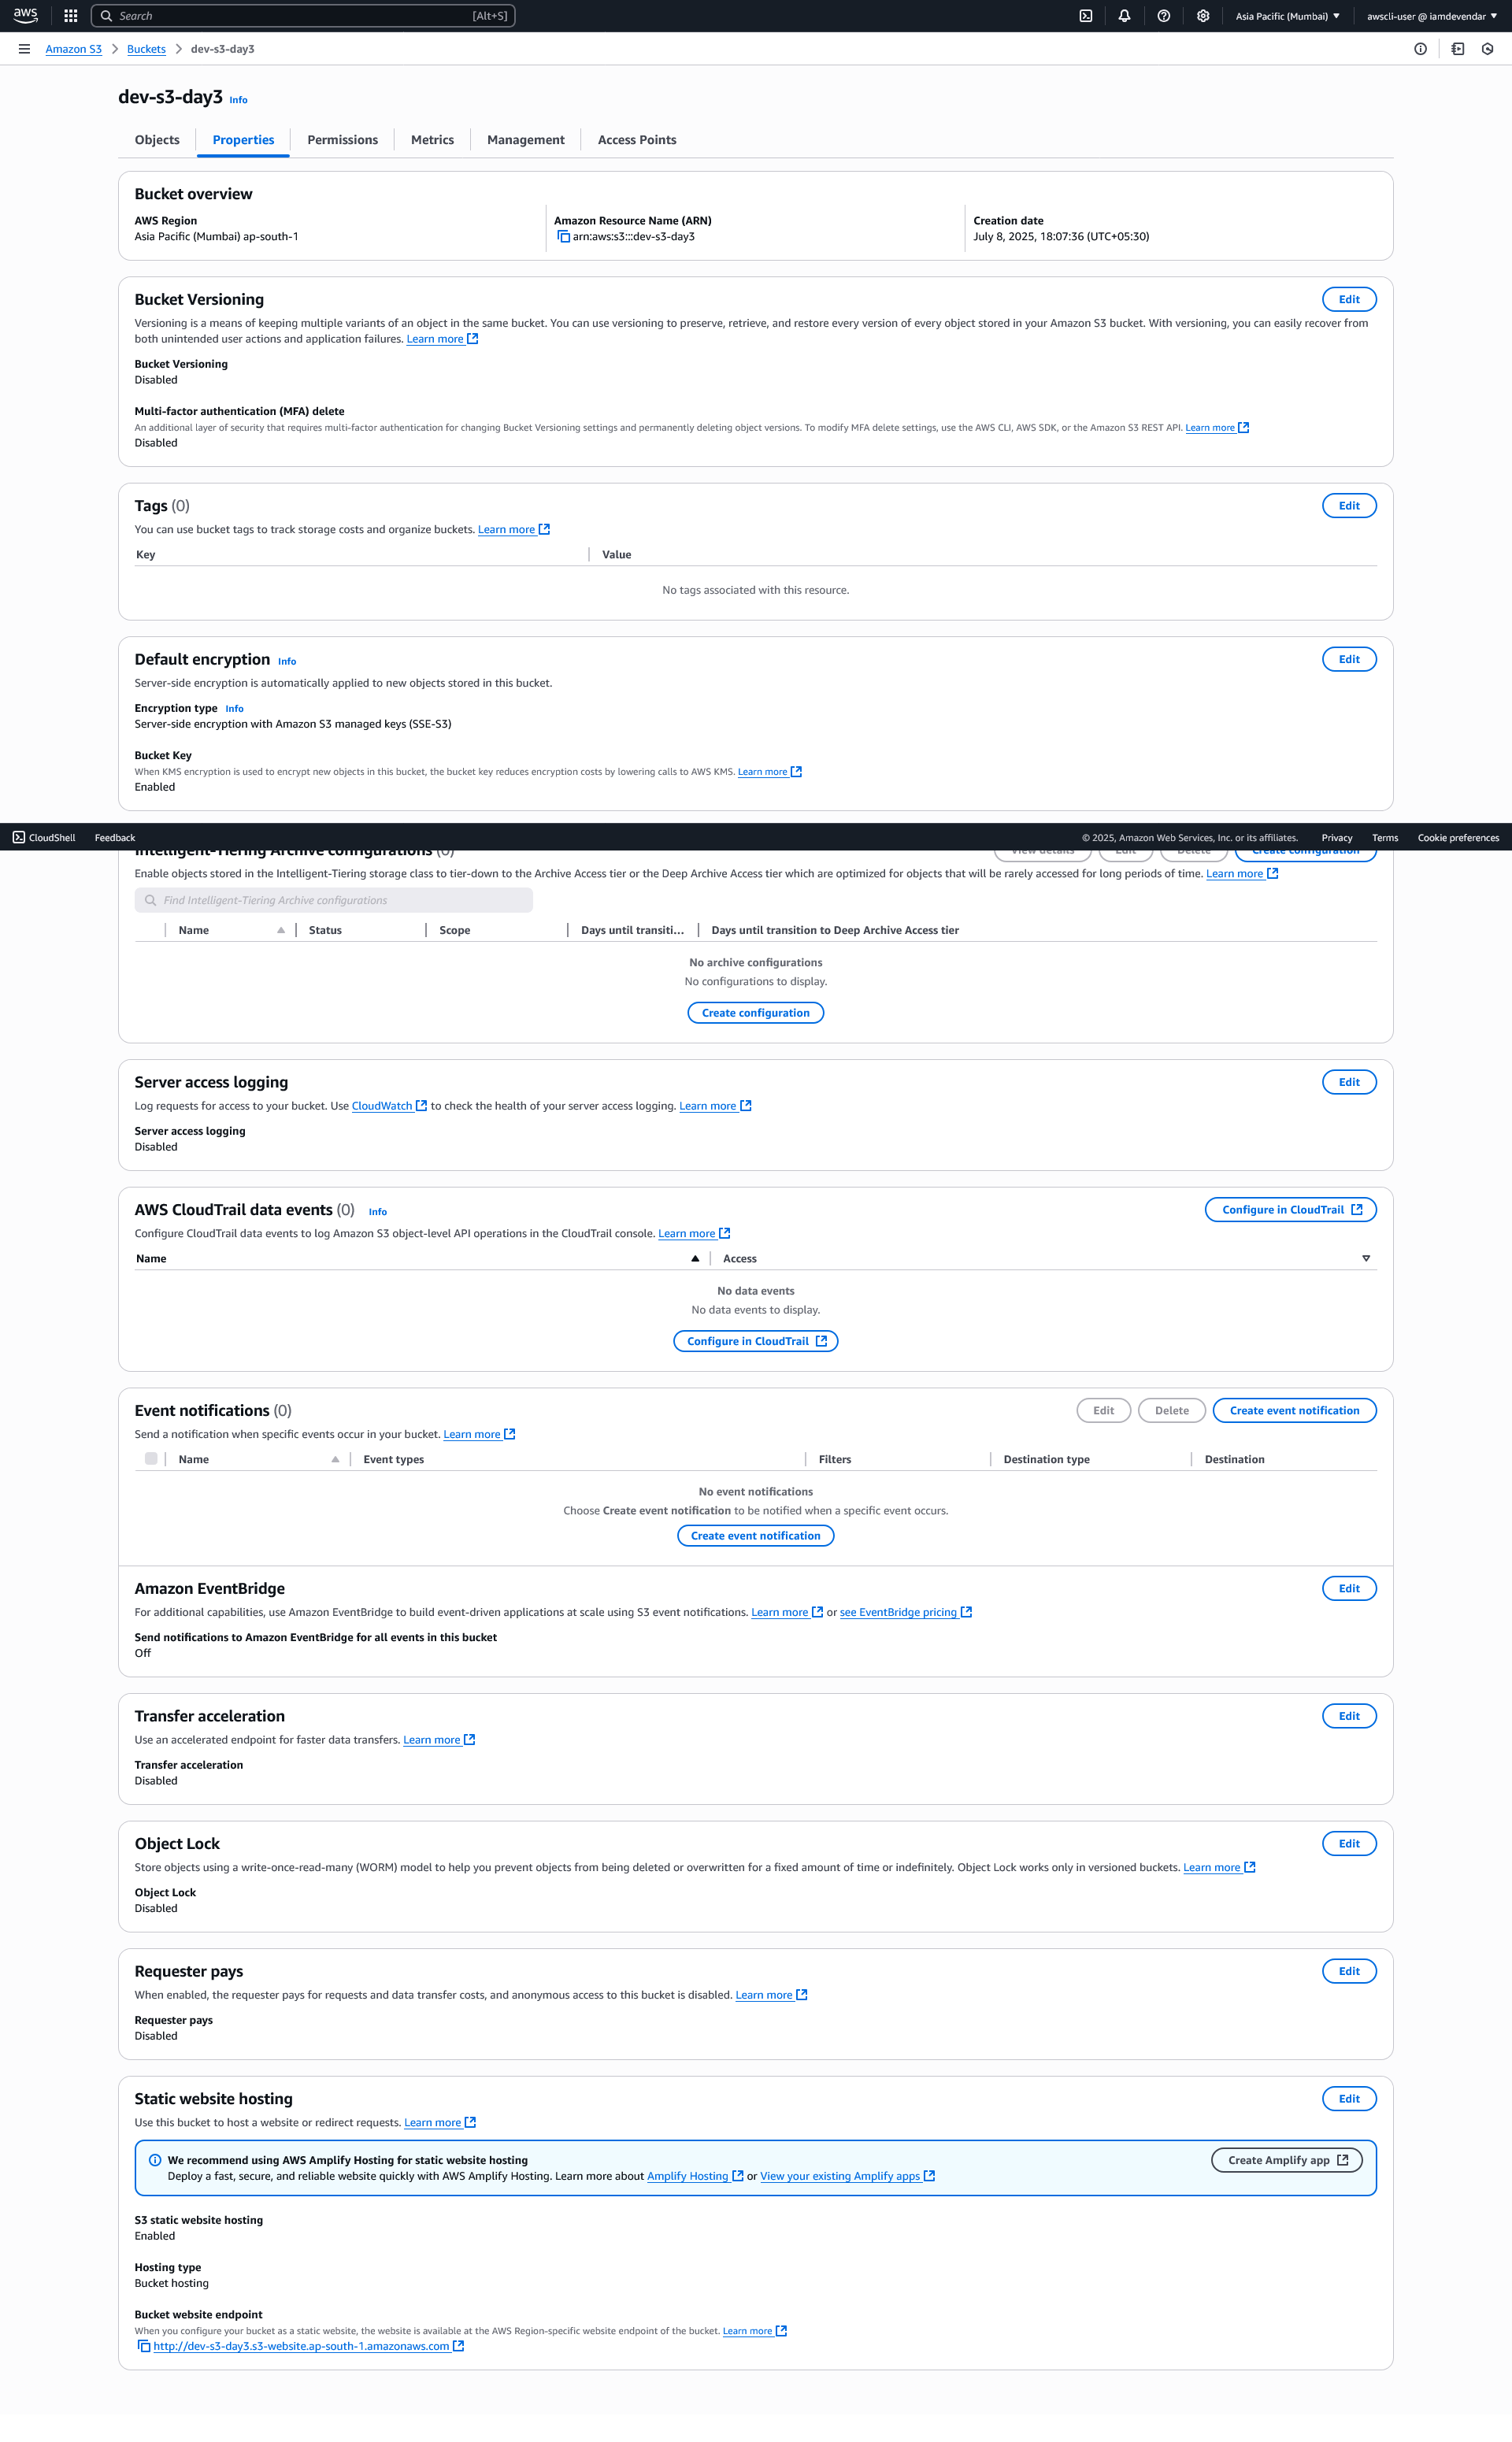 aws
Search
[Alt+S]
Asia Pacific (Mumbai)
awscli-user @ iamdevendar
Amazon S3
Buckets
dev-s3-day3
dev-s3-day3 Info
Objects
Properties
Permissions
Metrics
Management
Access Points
Bucket overview
AWS Region
Asia Pacific (Mumbai) ap-south-1
Amazon Resource Name (ARN)
arn:aws:s3:::dev-s3-day3
Creation date
July 8, 2025, 18:07:36 (UTC+05:30)
Bucket Versioning
Edit
Versioning is a means of keeping multiple variants of an object in the same bucket. You can use versioning to preserve, retrieve, and restore every version of every object stored in your Amazon S3 bucket. With versioning, you can easily recover from
both unintended user actions and application failures. Learn more
Bucket Versioning
Disabled
Multi-factor authentication (MFA) delete
An additional layer of security that requires multi-factor authentication for changing Bucket Versioning settings and permanently deleting object versions. To modify MFA delete settings, use the AWS CLI, AWS SDK, or the Amazon S3 REST API. Learn more
Disabled
Tags (0)
Edit
You can use bucket tags to track storage costs and organize buckets. Learn more
Key
Value
No tags associated with this resource.
Default encryption Info
Edit
Server-side encryption is automatically applied to new objects stored in this bucket.
Encryption type Info
Server-side encryption with Amazon S3 managed keys (SSE-S3)
Bucket Key
When KMS encryption is used to encrypt new objects in this bucket, the bucket key reduces encryption costs by lowering calls to AWS KMS. Learn more
Enabled
CloudShell
Feedback
© 2025, Amazon Web Services, Inc. or its affiliates.
Privacy
Terms
Cookie preferences
Intelligent-Tiering Archive configurations (0)
View details
Edit
Delete
Create configuration
Enable objects stored in the Intelligent-Tiering storage class to tier-down to the Archive Access tier or the Deep Archive Access tier which are optimized for objects that will be rarely accessed for long periods of time. Learn more
Find Intelligent-Tiering Archive configurations
Name
Status
Scope
Days until transiti...
Days until transition to Deep Archive Access tier
No archive configurations
No configurations to display.
Create configuration
Server access logging
Edit
Log requests for access to your bucket. Use CloudWatch to check the health of your server access logging. Learn more
Server access logging
Disabled
AWS CloudTrail data events (0) Info
Configure in CloudTrail
Configure CloudTrail data events to log Amazon S3 object-level API operations in the CloudTrail console. Learn more
Name
Access
No data events
No data events to display.
Configure in CloudTrail
Event notifications (0)
Edit
Delete
Create event notification
Send a notification when specific events occur in your bucket. Learn more
Name
Event types
Filters
Destination type
Destination
No event notifications
Choose Create event notification to be notified when a specific event occurs.
Create event notification
Amazon EventBridge
Edit
For additional capabilities, use Amazon EventBridge to build event-driven applications at scale using S3 event notifications. Learn more or see EventBridge pricing
Send notifications to Amazon EventBridge for all events in this bucket
Off
Transfer acceleration
Edit
Use an accelerated endpoint for faster data transfers. Learn more
Transfer acceleration
Disabled
Object Lock
Edit
Store objects using a write-once-read-many (WORM) model to help you prevent objects from being deleted or overwritten for a fixed amount of time or indefinitely. Object Lock works only in versioned buckets. Learn more
Object Lock
Disabled
Requester pays
Edit
When enabled, the requester pays for requests and data transfer costs, and anonymous access to this bucket is disabled. Learn more
Requester pays
Disabled
Static website hosting
Edit
Use this bucket to host a website or redirect requests. Learn more
We recommend using AWS Amplify Hosting for static website hosting
Deploy a fast, secure, and reliable website quickly with AWS Amplify Hosting. Learn more about Amplify Hosting or View your existing Amplify apps
Create Amplify app
S3 static website hosting
Enabled
Hosting type
Bucket hosting
Bucket website endpoint
When you configure your bucket as a static website, the website is available at the AWS Region-specific website endpoint of the bucket. Learn more
http://dev-s3-day3.s3-website.ap-south-1.amazonaws.com